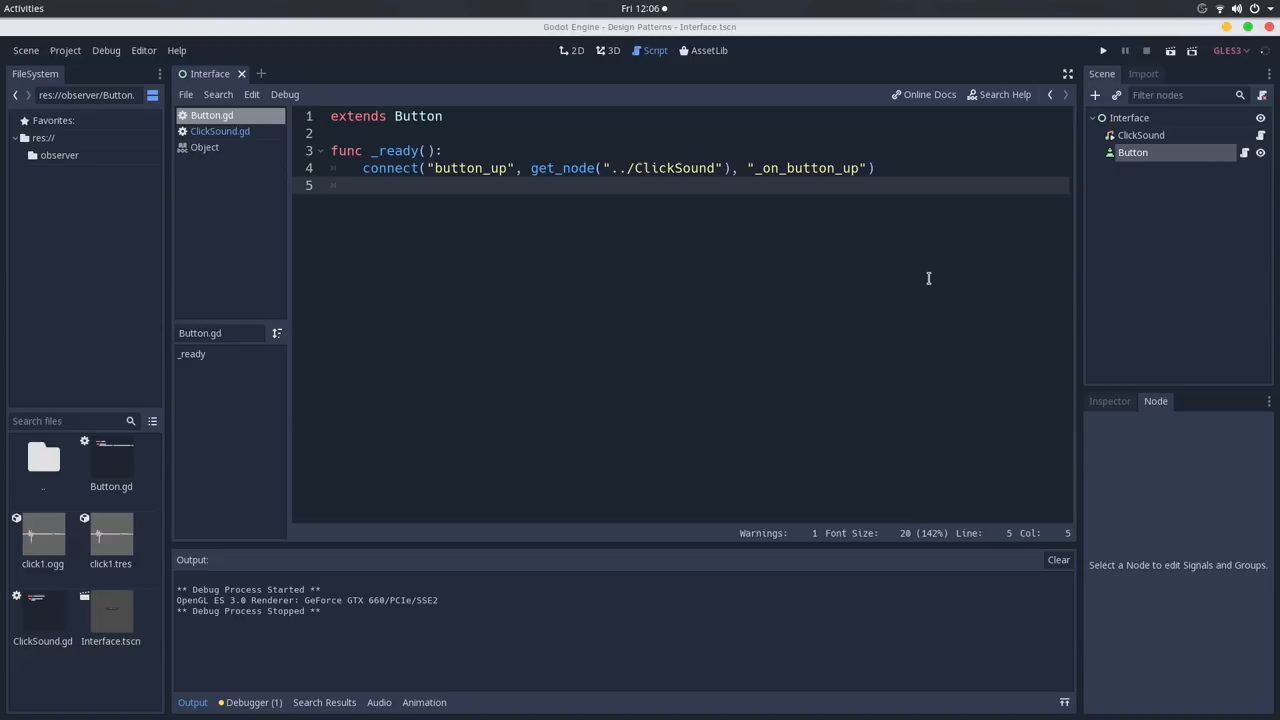 Activities
Fri 12:06
Godot Engine - Design Patterns - Interface.tscn
Scene Project Debug Editor Help
2D 3D Script AssetLib
GLES3
FileSystem
res://observer/Button.
Favorites:
res://
observer
Search files
..
Button.gd
click1.ogg
click1.tres
ClickSound.gd
Interface.tscn
Interface
File Search Edit Debug
Online Docs Search Help
Button.gd
ClickSound.gd
Object
Button.gd
_ready
1 extends Button
2
3 func _ready():
4 connect("button_up", get_node("../ClickSound"), "_on_button_up")
5
Warnings: 1 Font Size: 20 (142%) Line: 5 Col: 5
Output:
Clear
** Debug Process Started **
OpenGL ES 3.0 Renderer: GeForce GTX 660/PCIe/SSE2
** Debug Process Stopped **
Output Debugger (1) Search Results Audio Animation
Scene Import
Filter nodes
Interface
ClickSound
Button
Inspector Node
Select a Node to edit Signals and Groups.